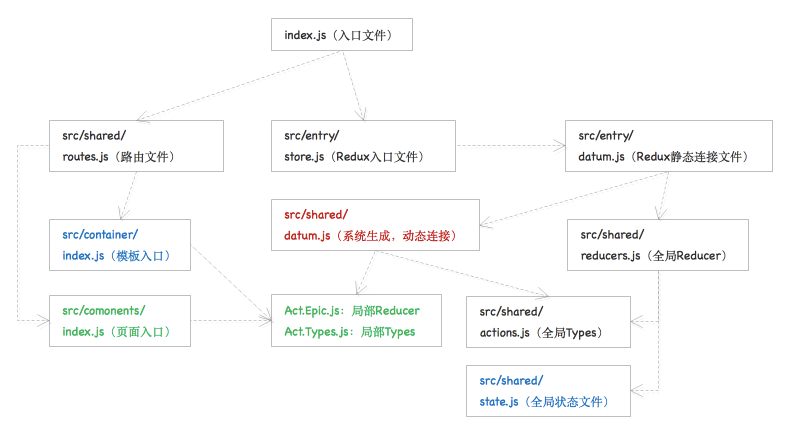 index.js（入口文件）
src/shared/
routes.js（路由文件）
src/entry/
store.js（Redux入口文件）
src/entry/
datum.js（Redux静态连接文件）
src/container/
index.js（模板入口）
src/shared/
datum.js（系统生成，动态连接）
src/shared/
reducers.js（全局Reducer）
src/comonents/
index.js（页面入口）
Act.Epic.js：局部Reducer
Act.Types.js：局部Types
src/shared/
actions.js（全局Types）
src/shared/
state.js（全局状态文件）